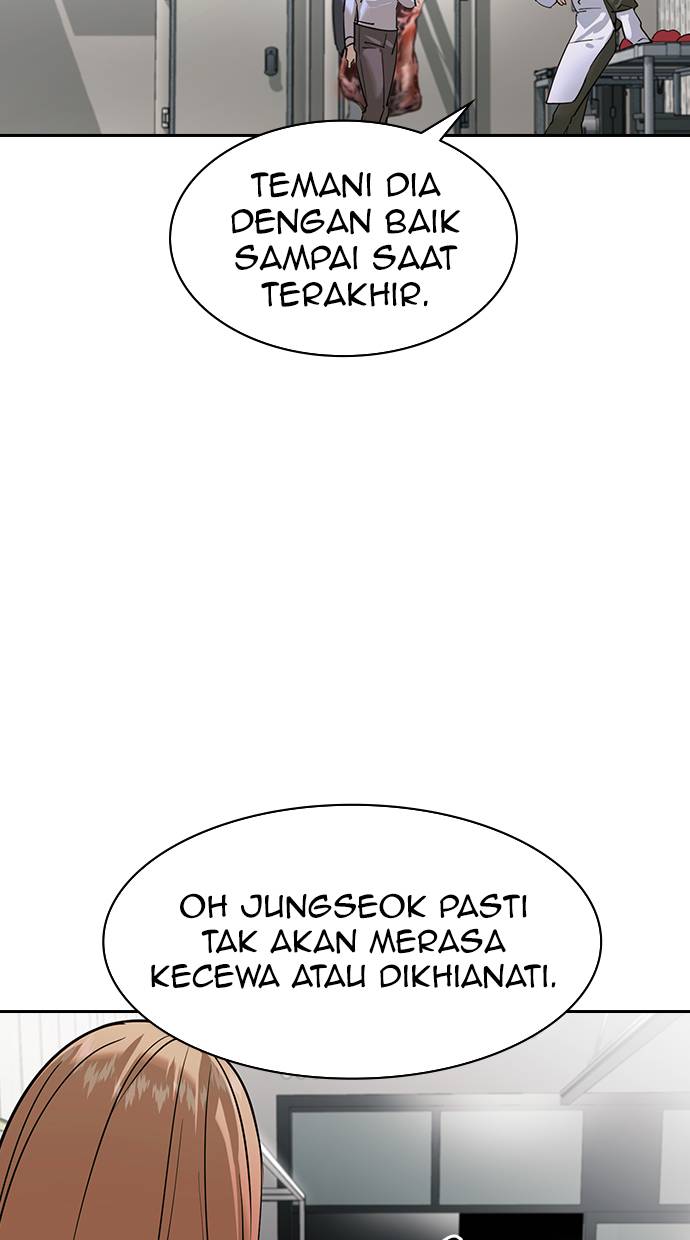 TEMANI DIA
DENGAN BAIK
SAMPAI SAAT
TERAKHIR.
OH JUNGSEOK PASTI
TAK AKAN MERASA
KECEWA ATAU DIKHIANATI.